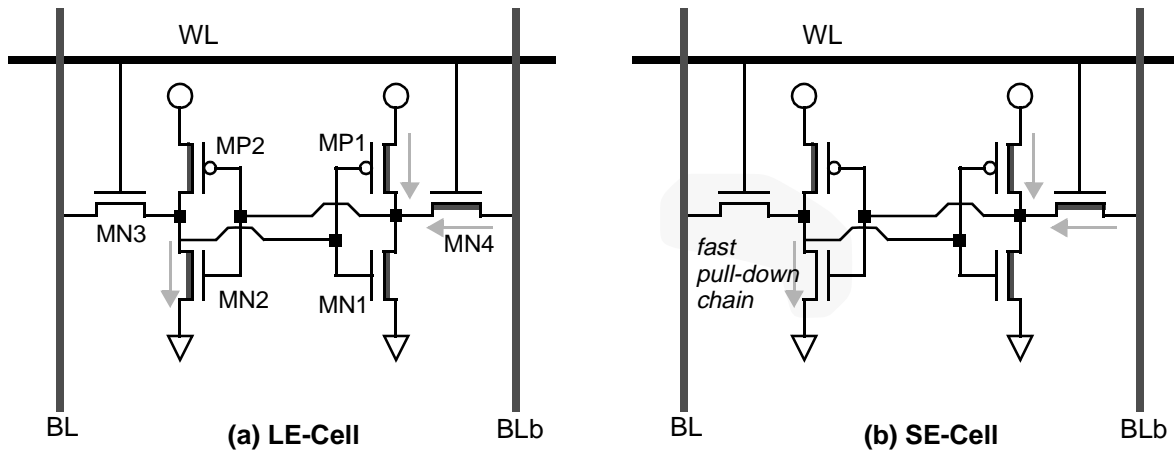 WL
MP2
MP1
MN3
MN4
MN2
MN1
BL
BLb
(a) LE-Cell
WL
fast
pull-down
chain
BL
BLb
(b) SE-Cell